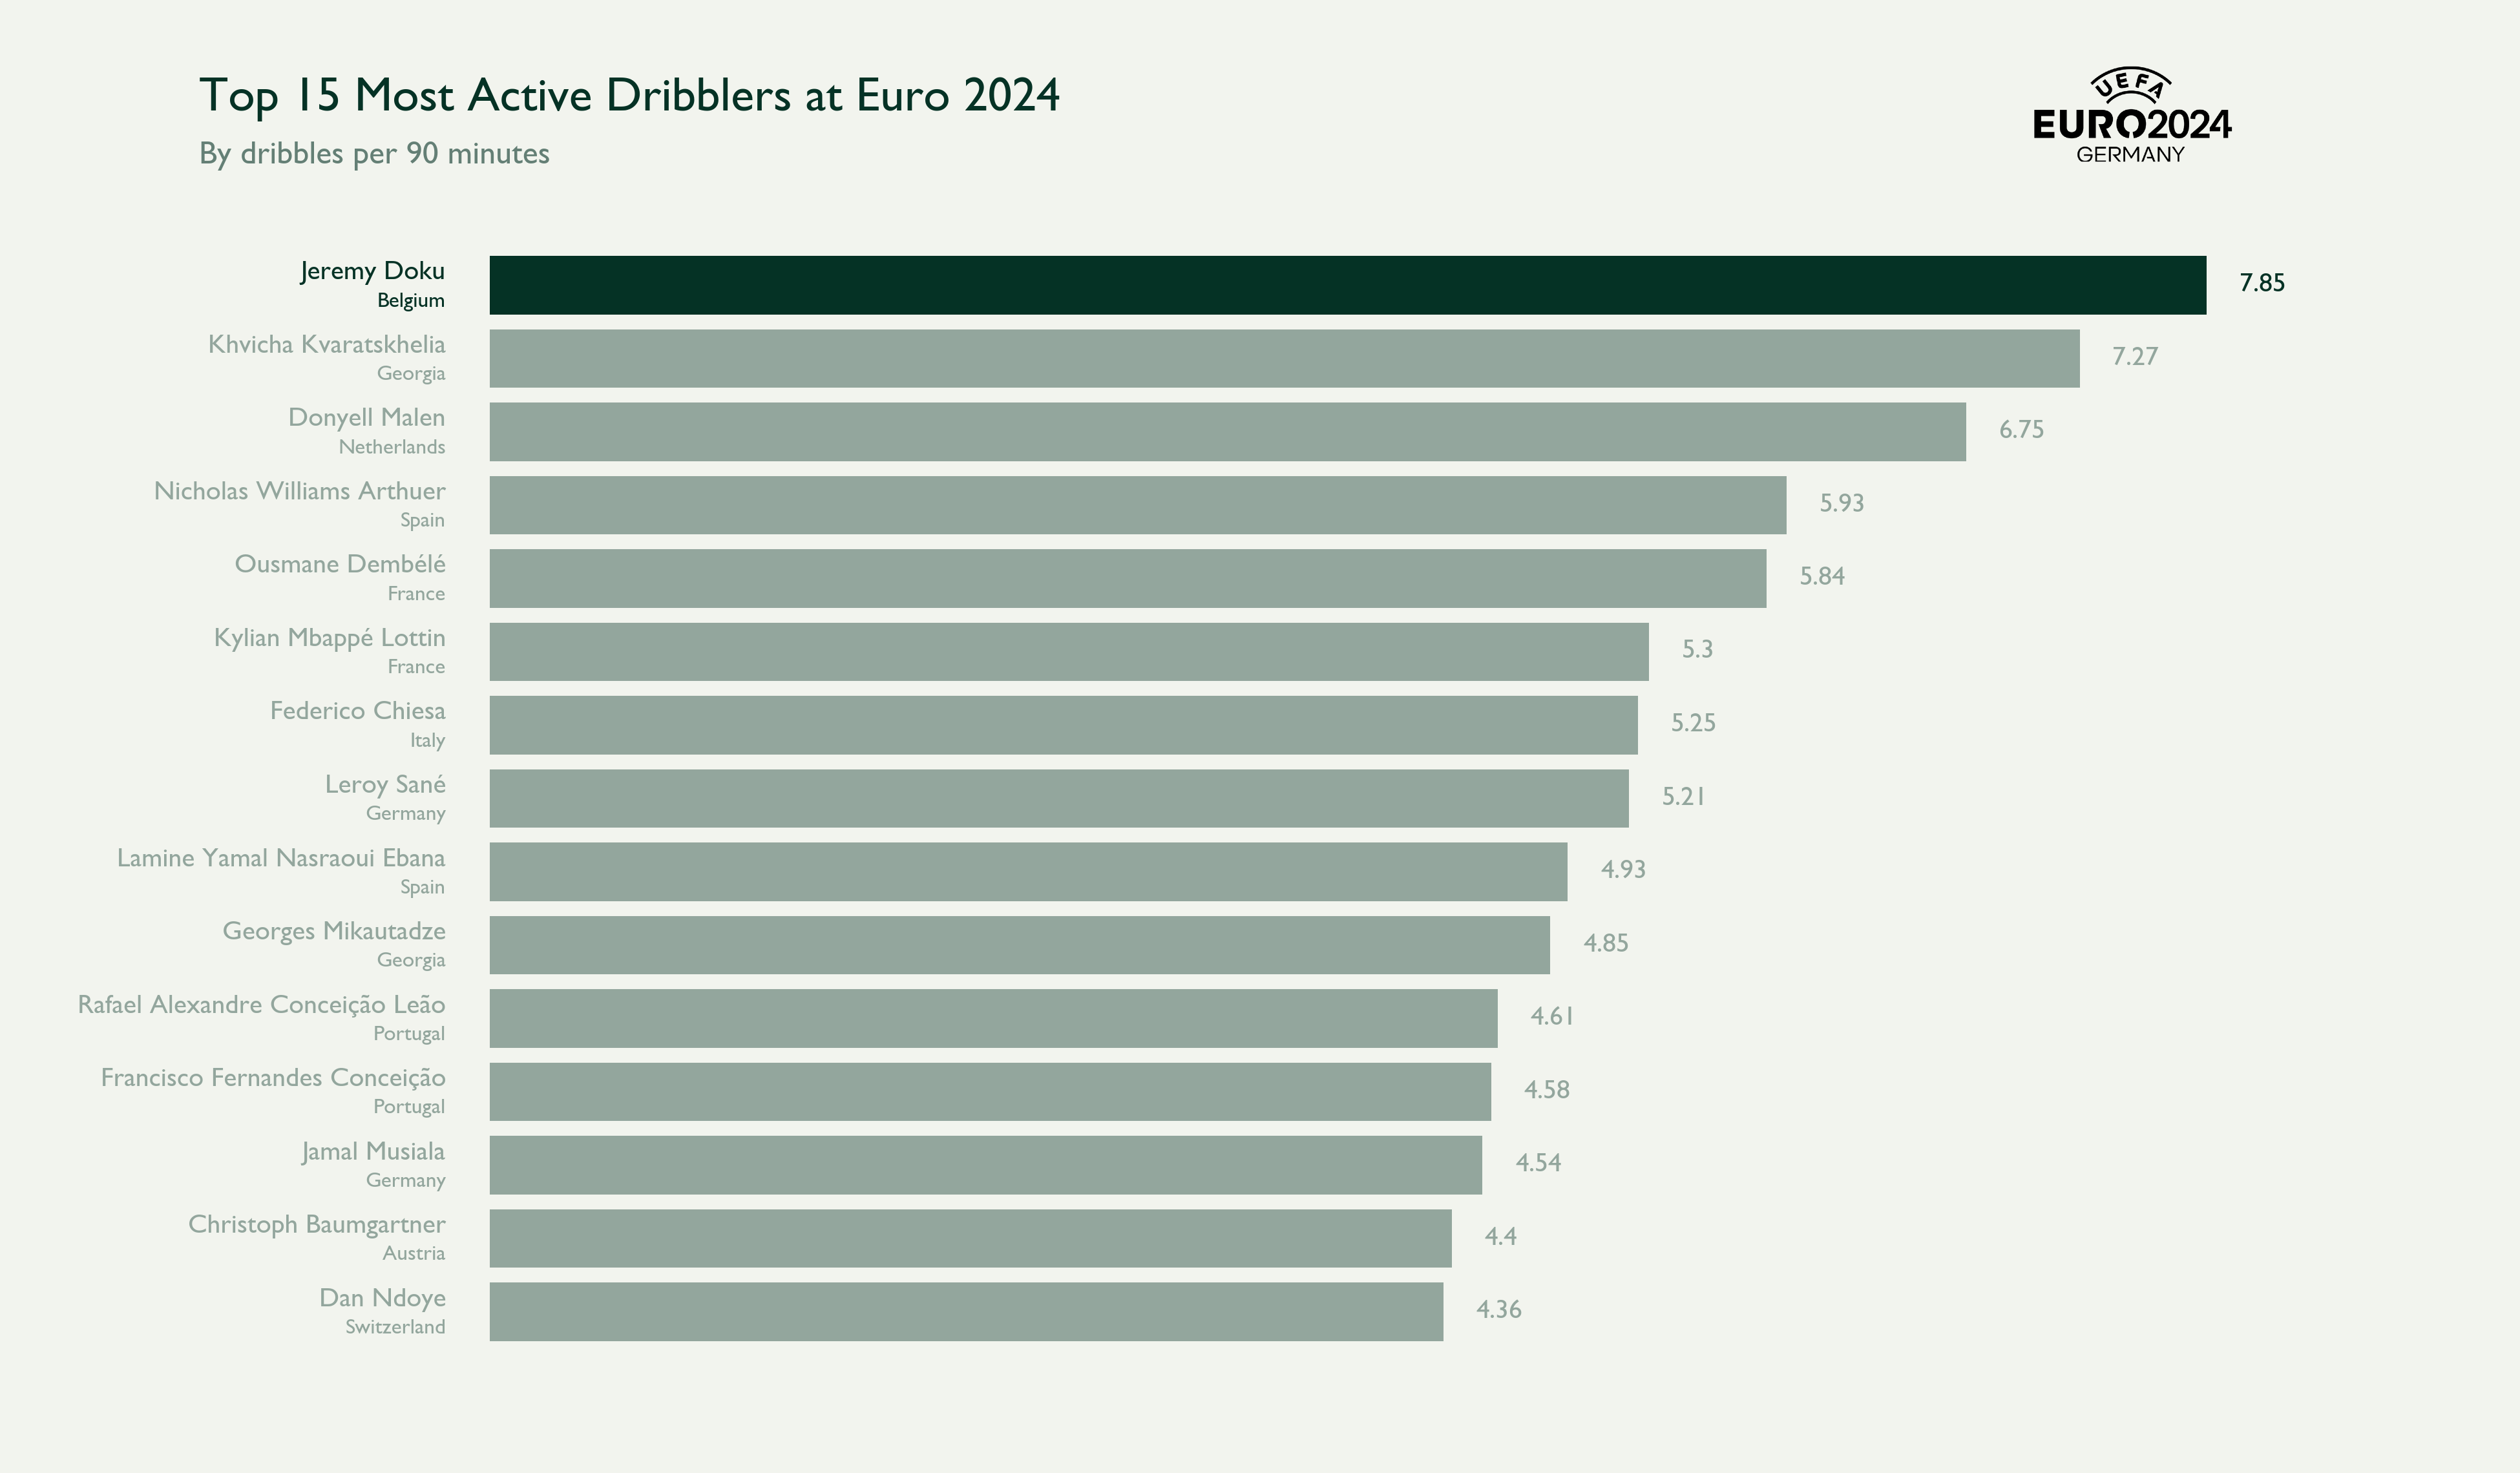 Top 15 Most Active Dribblers at Euro 2024
By dribbles per 90 minutes
UEFA
EURO2024
GERMANY
Jeremy Doku
Belgium
7.85
Khvicha Kvaratskhelia
Georgia
7.27
Donyell Malen
Netherlands
6.75
Nicholas Williams Arthuer
Spain
5.93
Ousmane Dembélé
France
5.84
Kylian Mbappé Lottin
France
5.3
Federico Chiesa
Italy
5.25
Leroy Sané
Germany
5.21
Lamine Yamal Nasraoui Ebana
Spain
4.93
Georges Mikautadze
Georgia
4.85
Rafael Alexandre Conceição Leão
Portugal
4.61
Francisco Fernandes Conceição
Portugal
4.58
Jamal Musiala
Germany
4.54
Christoph Baumgartner
Austria
4.4
Dan Ndoye
Switzerland
4.36